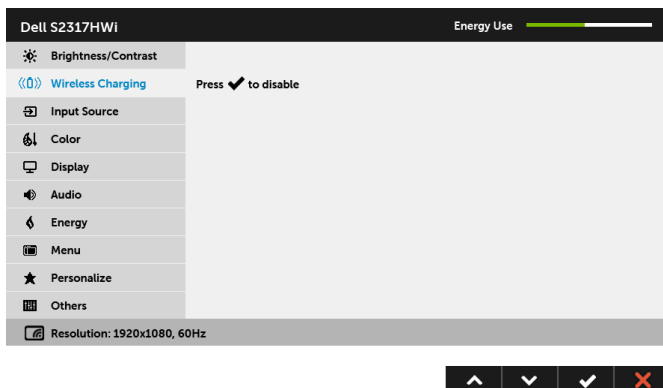 Dell S2317HWi Energy Use
Brightness/Contrast
Wireless Charging Press ✔ to disable
Input Source
Color
Display
Audio
Energy
Menu
Personalize
Others
Resolution: 1920x1080, 60Hz